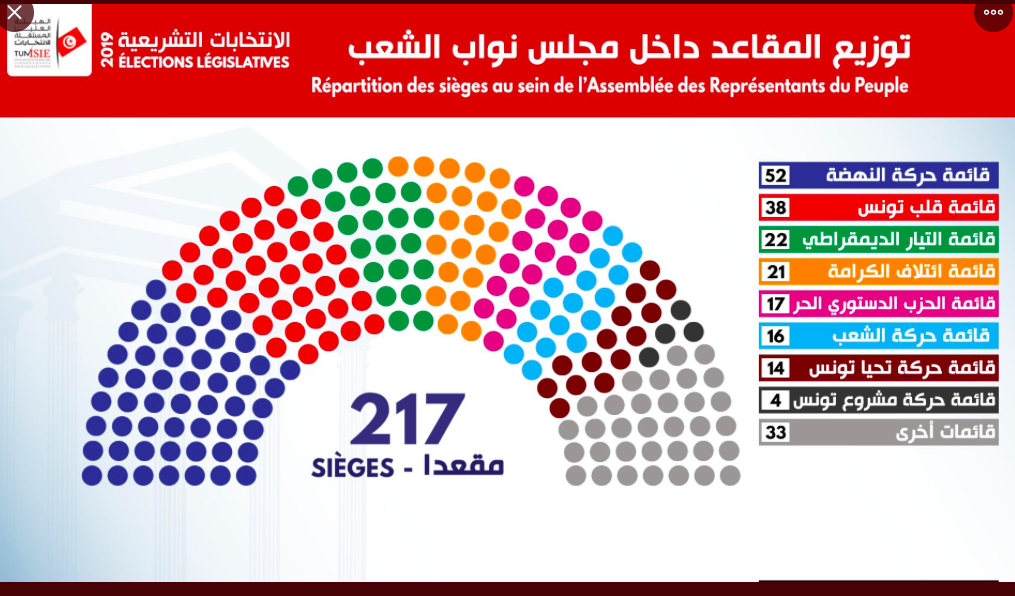 الهيئة
العليا
المستقلة
للانتخابات
TUNISIE
2019
الانتخابات التشريعية
ÉLECTIONS LÉGISLATIVES
توزيع المقاعد داخل مجلس نواب الشعب
Répartition des sièges au sein de l'Assemblée des Représentants du Peuple
قائمة حركة النهضة 52
قائمة قلب تونس 38
قائمة التيار الديمقراطي 22
قائمة ائتلاف الكرامة 21
قائمة الحزب الدستوري الحر 17
قائمة حركة الشعب 16
قائمة حركة تحيا تونس 14
قائمة حركة مشروع تونس 4
قائمات أخرى 33
217
مقعدا - SIÈGES